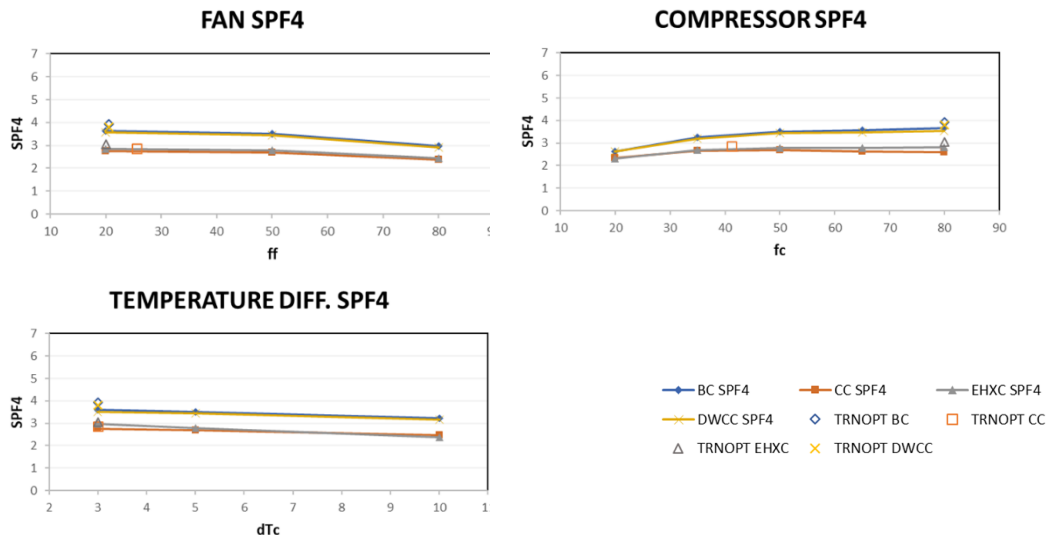 FAN SPF4
7
6
5
4
3
2
1
0
SPF4
10 20 30 40 50 60 70 80
ff
COMPRESSOR SPF4
7
6
5
4
3
2
1
0
SPF4
10 20 30 40 50 60 70 80 90
fc
TEMPERATURE DIFF. SPF4
7
6
5
4
3
2
1
0
SPF4
2 3 4 5 6 7 8 9 10
dTc
BC SPF4 CC SPF4 EHXC SPF4
DWCC SPF4 TRNOPT BC TRNOPT CC
TRNOPT EHXC TRNOPT DWCC